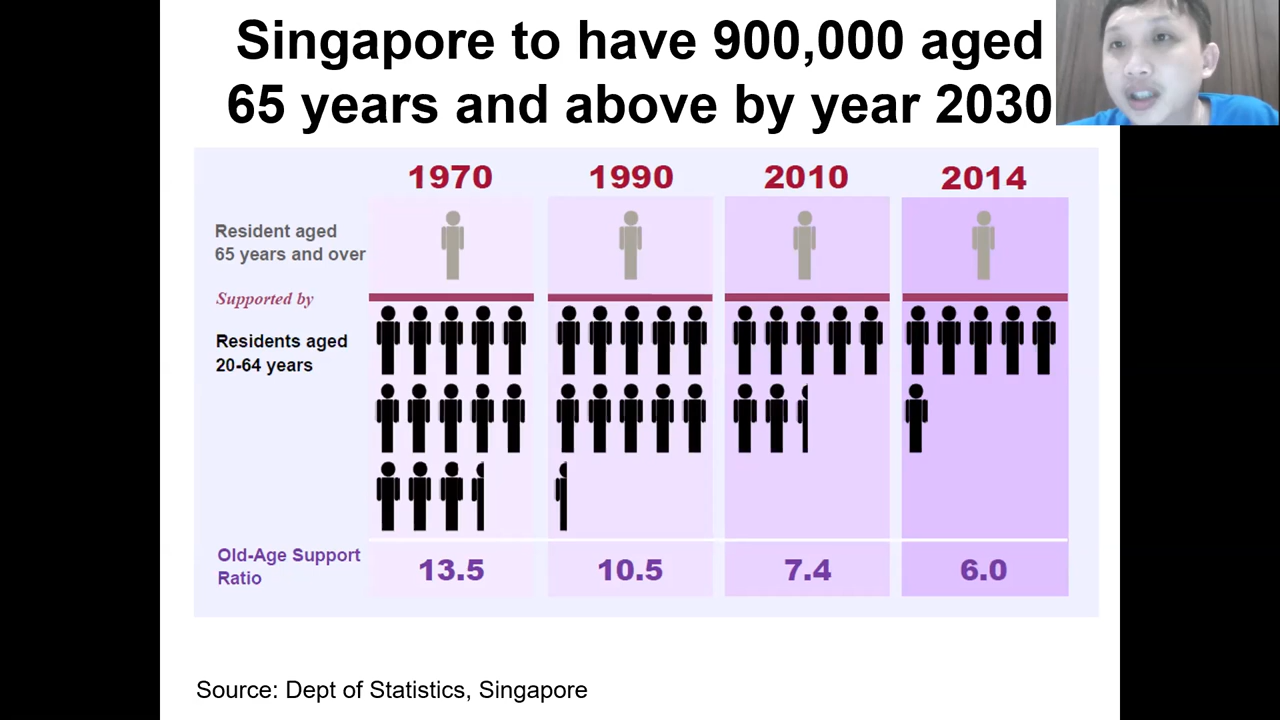 Singapore to have 900,000 aged
65 years and above by year 2030
1970 1990 2010 2014
Resident aged
65 years and over
Supported by
Residents aged
20-64 years
Old-Age Support
Ratio
13.5 10.5 7.4 6.0
Source: Dept of Statistics, Singapore